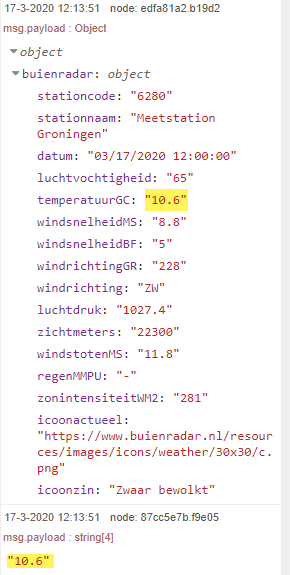 17-3-2020 12:13:51 node: edfa81a2.b19d2
msg.payload : Object
object
buienradar: object
stationcode: "6280"
stationnaam: "Meetstation
Groningen"
datum: "03/17/2020 12:00:00"
luchtvochtigheid: "65"
temperatuurGC: "10.6"
windsnelheidMS: "8.8"
windsnelheidBF: "5"
windrichtingGR: "228"
windrichting: "ZW"
luchtdruk: "1027.4"
zichtmeters: "22300"
windstotenMS: "11.8"
regenMMPU: "-"
zonintensiteitWM2: "281"
icoonactueel:
"https://www.buienradar.nl/resour
ces/images/icons/weather/30x30/c.
png"
icoonzin: "Zwaar bewolkt"
17-3-2020 12:13:51 node: 87cc5e7b.f9e05
msg.payload : string[4]
"10.6"